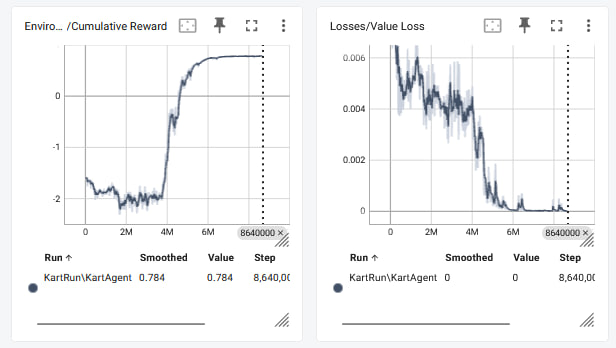 Enviro... /Cumulative Reward
0
-1
-2
0 2M 4M 6M 8640000 ×
Run ↑ Smoothed Value Step
KartRun\KartAgent 0.784 0.784 8,640,00
Losses/Value Loss
0.006
0.004
0.002
0
0 2M 4M 6M 8640000 ×
Run ↑ Smoothed Value Step
KartRun\KartAgent 0 0 8,640,00